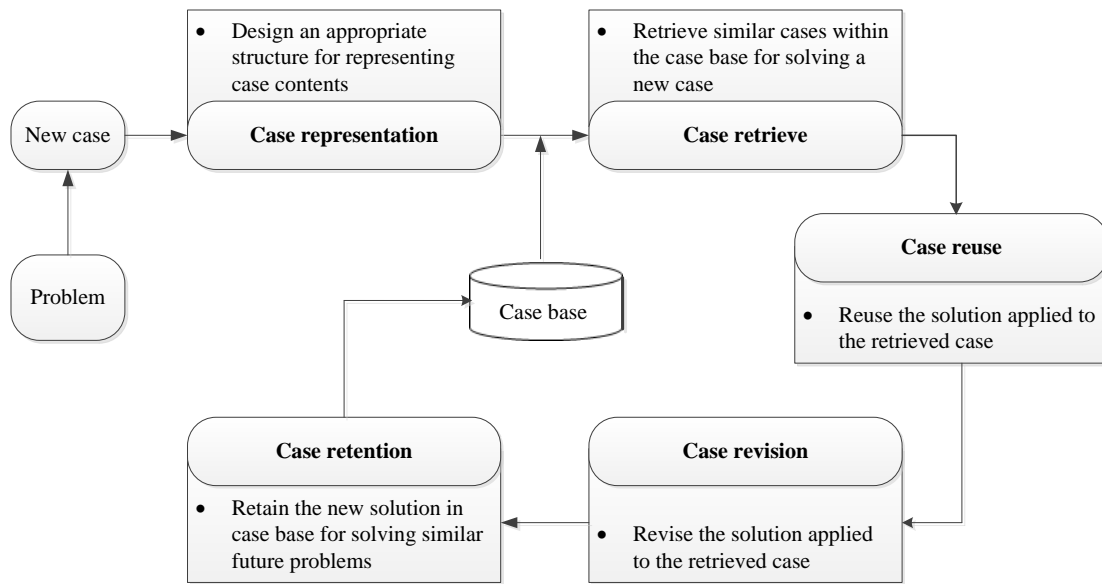 • Design an appropriate
structure for representing
case contents
Case representation
• Retrieve similar cases within
the case base for solving a
new case
Case retrieve
New case
Problem
Case base
Case reuse
• Reuse the solution applied to
the retrieved case
Case revision
• Revise the solution applied
to the retrieved case
Case retention
• Retain the new solution in
case base for solving similar
future problems